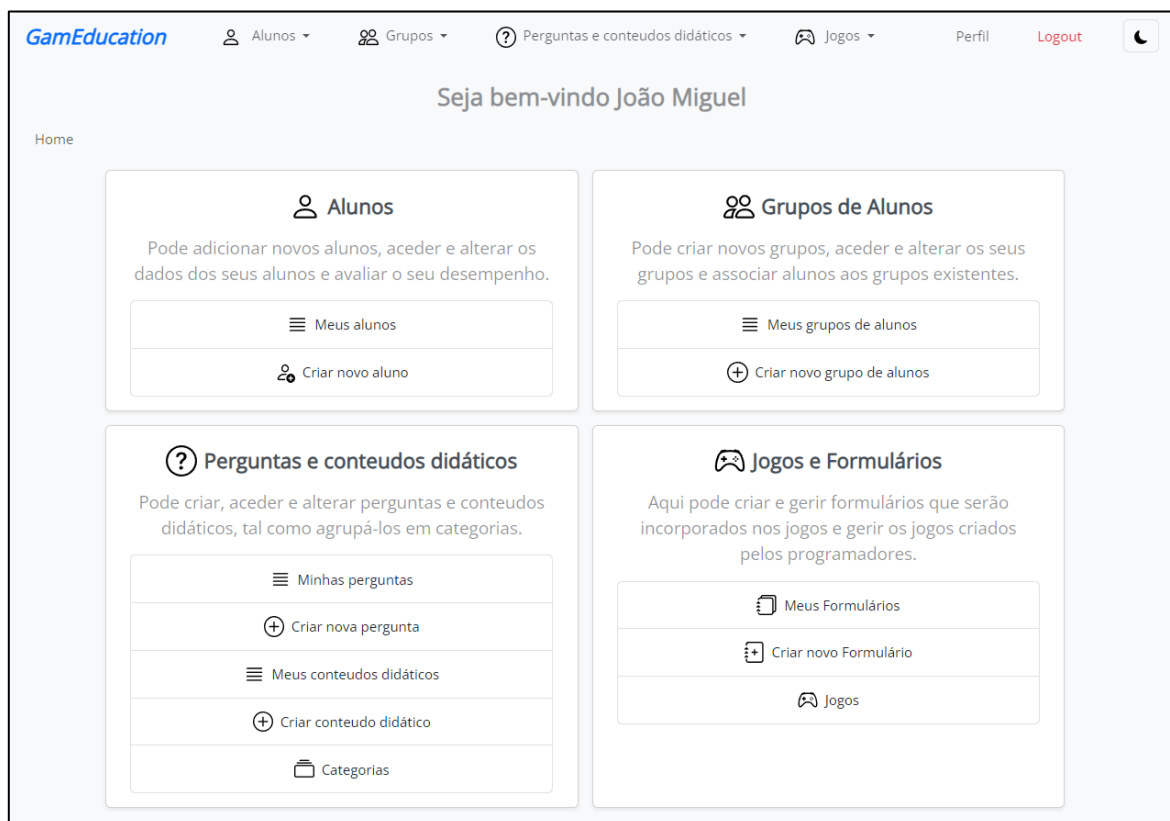 GamEducation Alunos Grupos Perguntas e conteudos didáticos Jogos Perfil Logout
Seja bem-vindo João Miguel
Home
Alunos
Pode adicionar novos alunos, aceder e alterar os
dados dos seus alunos e avaliar o seu desempenho.
Meus alunos
Criar novo aluno
Grupos de Alunos
Pode criar novos grupos, aceder e alterar os seus
grupos e associar alunos aos grupos existentes.
Meus grupos de alunos
Criar novo grupo de alunos
Perguntas e conteudos didáticos
Pode criar, aceder e alterar perguntas e conteudos
didáticos, tal como agrupá-los em categorias.
Minhas perguntas
Criar nova pergunta
Meus conteudos didáticos
Criar conteudo didático
Categorias
Jogos e Formulários
Aqui pode criar e gerir formulários que serão
incorporados nos jogos e gerir os jogos criados
pelos programadores.
Meus Formulários
Criar novo Formulário
Jogos